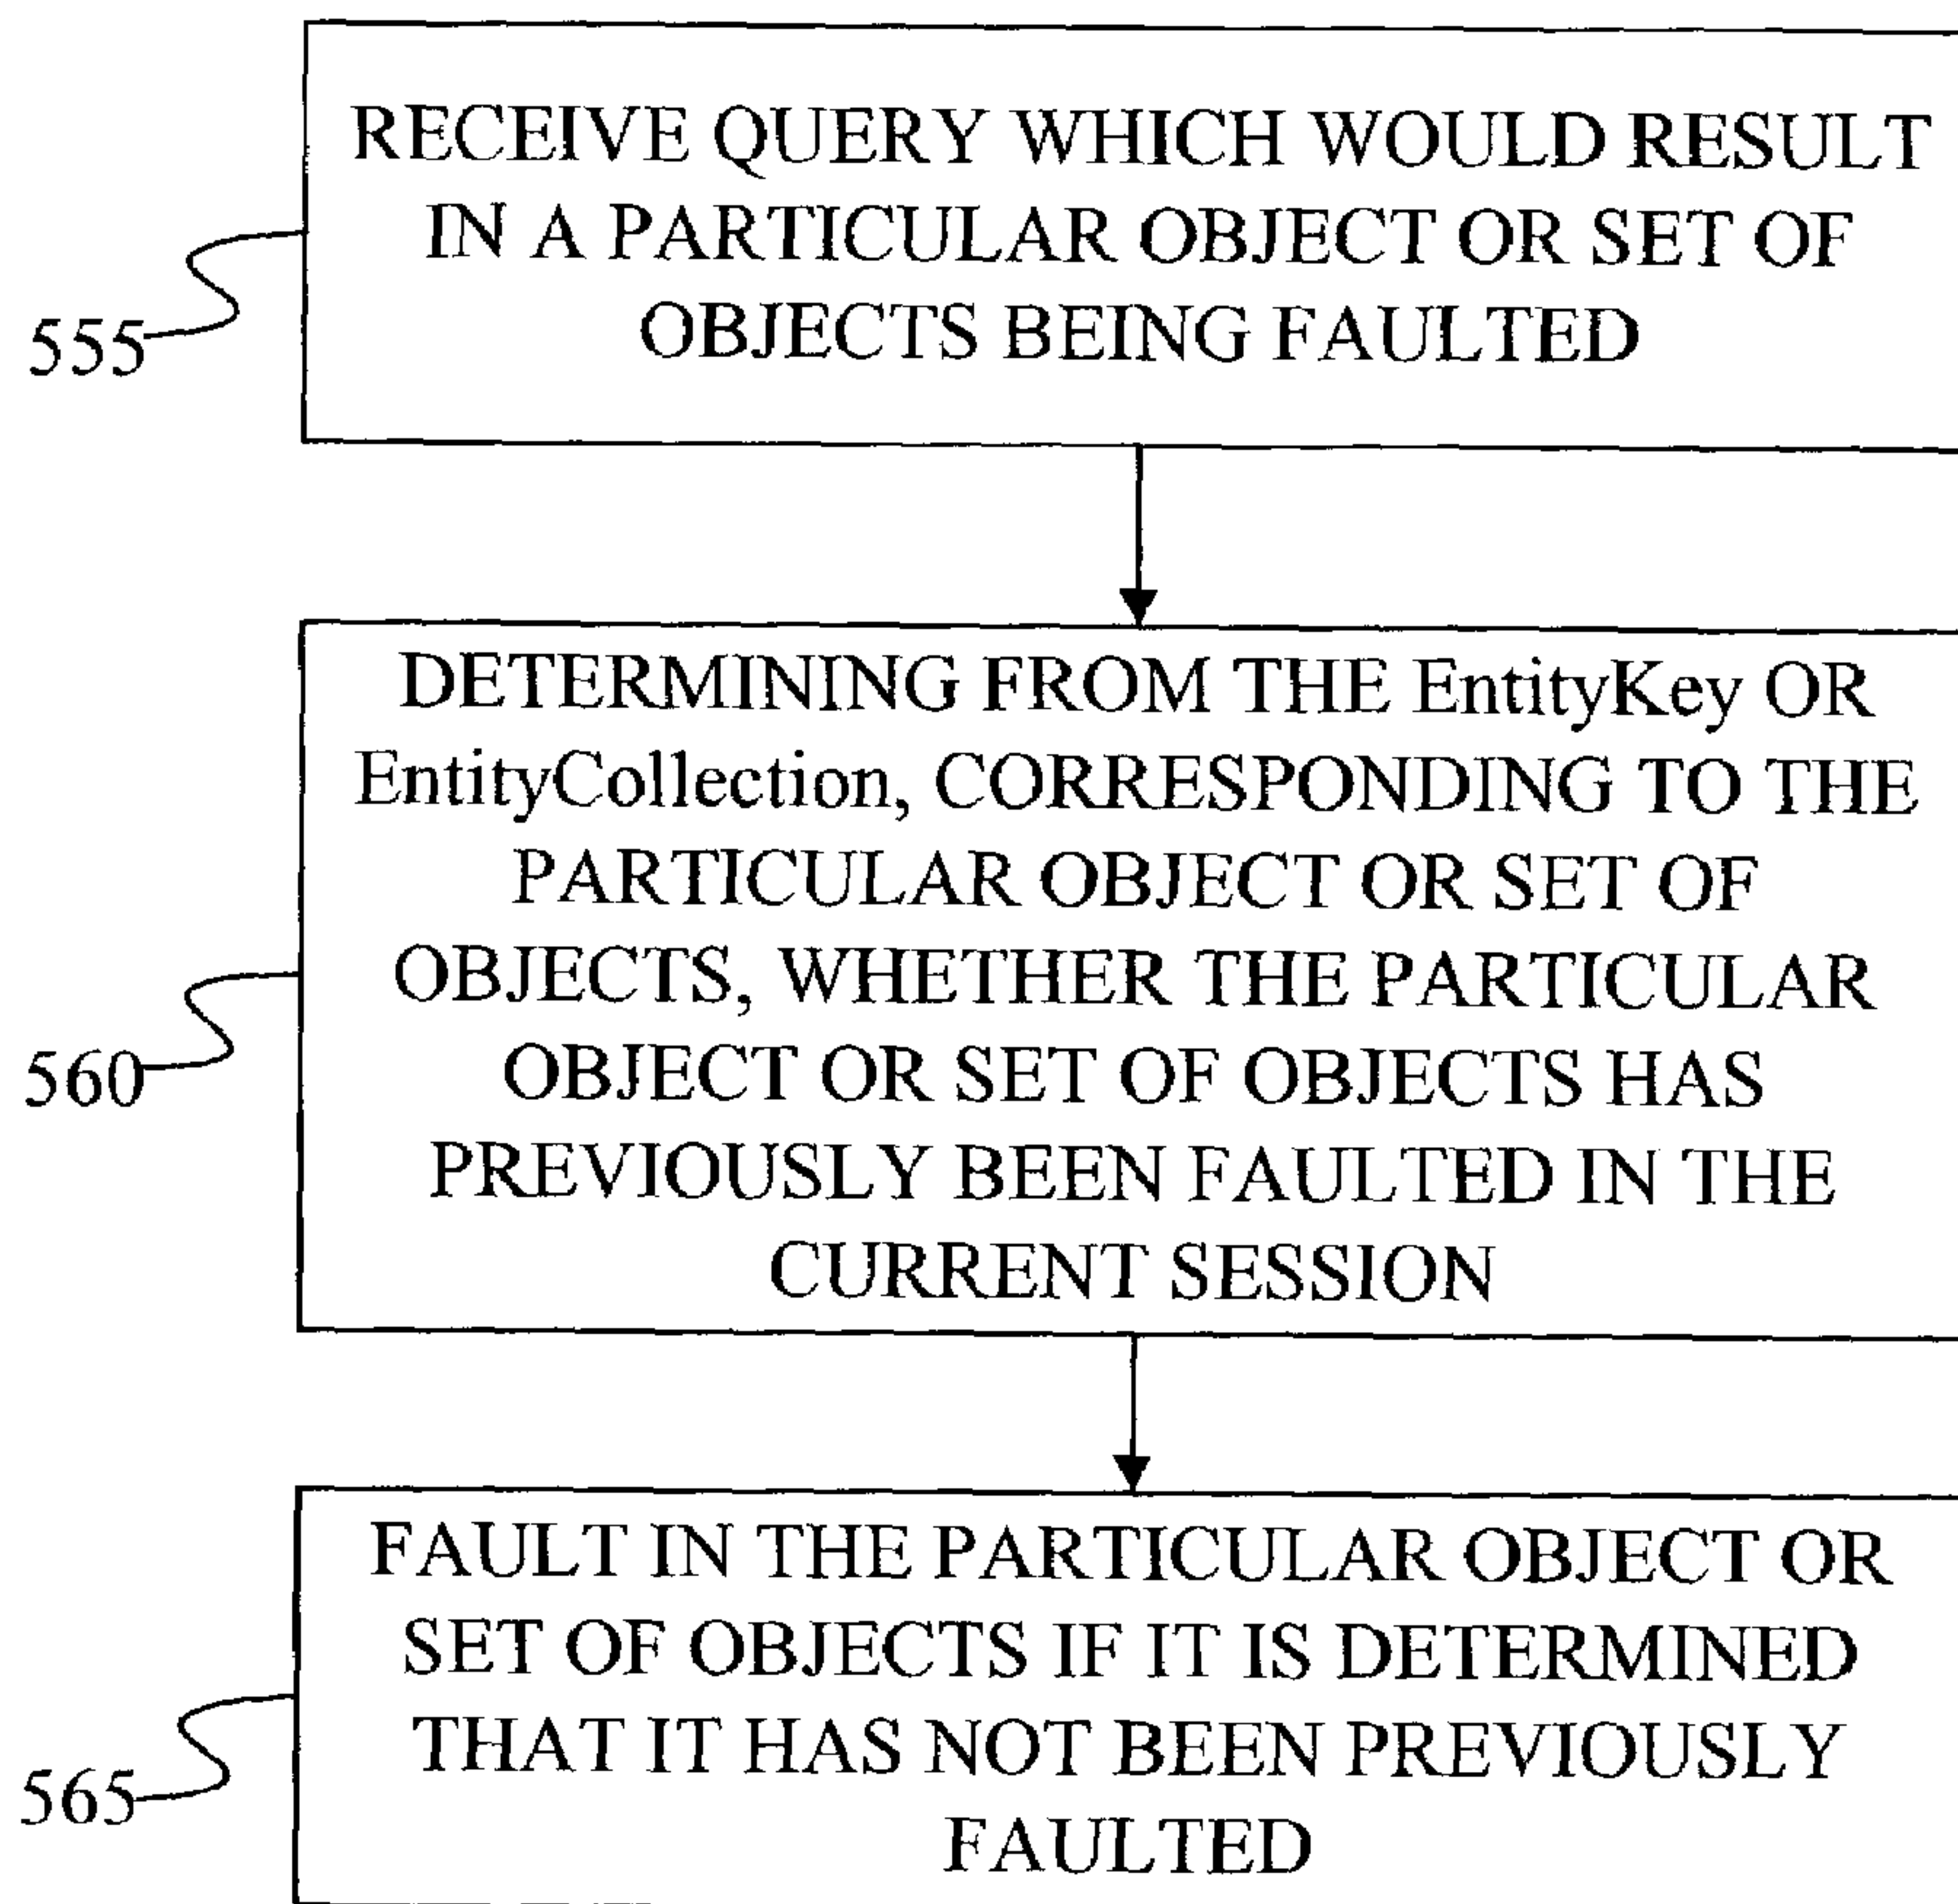 RECEIVE QUERY WHICH WOULD RESULT
IN A PARTICULAR OBJECT OR SET OF
OBJECTS BEING FAULTED
555
DETERMINING FROM THE EntityKey OR
EntityCollection, CORRESPONDING TO THE
PARTICULAR OBJECT OR SET OF
OBJECTS, WHETHER THE PARTICULAR
OBJECT OR SET OF OBJECTS HAS
PREVIOUSLY BEEN FAULTED IN THE
CURRENT SESSION
560
FAULT IN THE PARTICULAR OBJECT OR
SET OF OBJECTS IF IT IS DETERMINED
THAT IT HAS NOT BEEN PREVIOUSLY
FAULTED
565